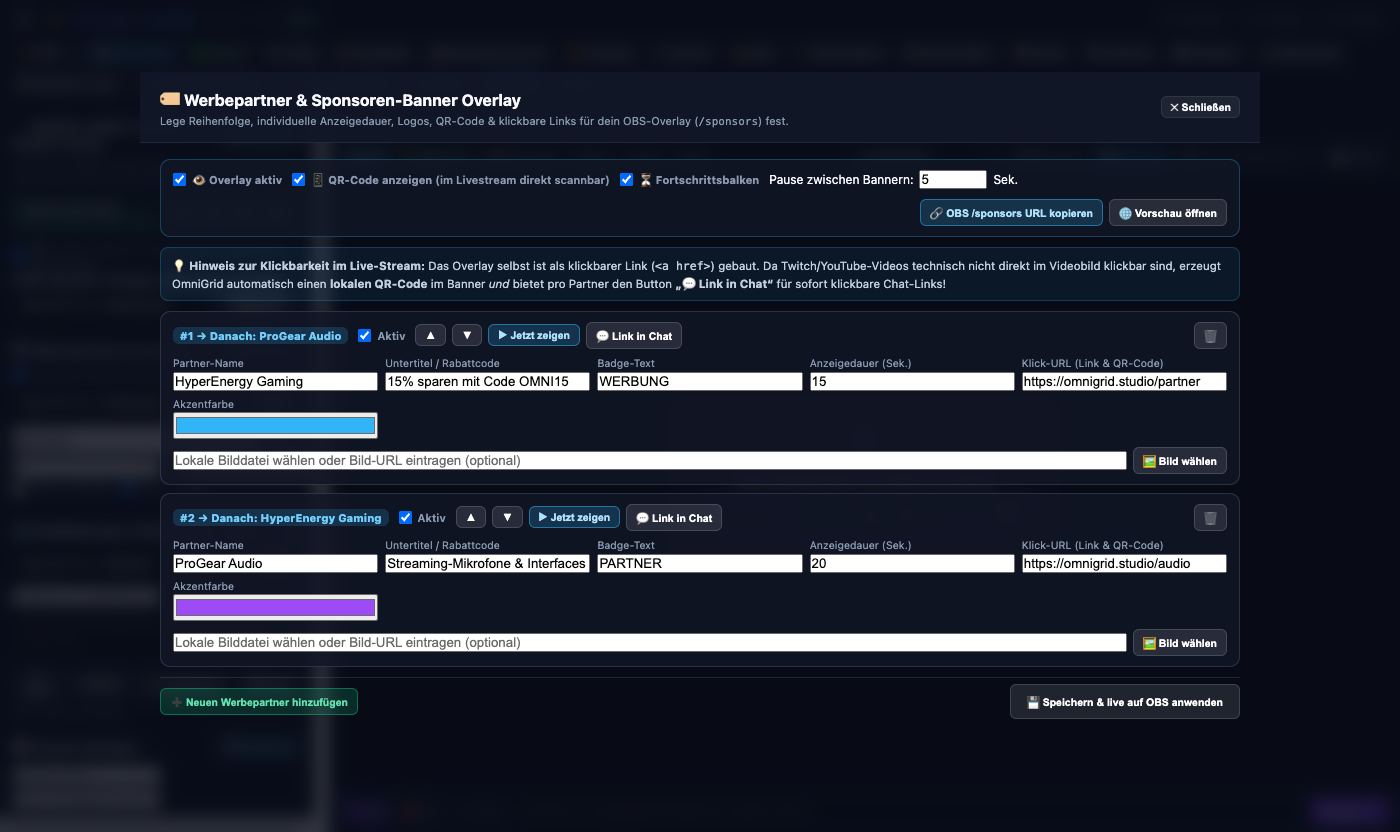 Werbepartner & Sponsoren-Banner Overlay
Lege Reihenfolge, individuelle Anzeigedauer, Logos, QR-Code & klickbare Links für dein OBS-Overlay (/sponsors) fest.
✕ Schließen
👁 Overlay aktiv 📱 QR-Code anzeigen (im Livestream direkt scannbar) ⏳ Fortschrittsbalken Pause zwischen Bannern: 5 Sek.
🔗 OBS /sponsors URL kopieren 🌐 Vorschau öffnen
💡 Hinweis zur Klickbarkeit im Live-Stream: Das Overlay selbst ist als klickbarer Link (<a href>) gebaut. Da Twitch/YouTube-Videos technisch nicht direkt im Videobild klickbar sind, erzeugt
OmniGrid automatisch einen lokalen QR-Code im Banner und bietet pro Partner den Button „💬 Link in Chat“ für sofort klickbare Chat-Links!
#1 → Danach: ProGear Audio Aktiv ▲ ▼ ▶ Jetzt zeigen 💬 Link in Chat
Partner-Name Untertitel / Rabattcode Badge-Text Anzeigedauer (Sek.) Klick-URL (Link & QR-Code)
HyperEnergy Gaming 15% sparen mit Code OMNI15 WERBUNG 15 https://omnigrid.studio/partner
Akzentfarbe
Lokale Bilddatei wählen oder Bild-URL eintragen (optional) 🖼 Bild wählen
#2 → Danach: HyperEnergy Gaming Aktiv ▲ ▼ ▶ Jetzt zeigen 💬 Link in Chat
Partner-Name Untertitel / Rabattcode Badge-Text Anzeigedauer (Sek.) Klick-URL (Link & QR-Code)
ProGear Audio Streaming-Mikrofone & Interfaces PARTNER 20 https://omnigrid.studio/audio
Akzentfarbe
Lokale Bilddatei wählen oder Bild-URL eintragen (optional) 🖼 Bild wählen
➕ Neuen Werbepartner hinzufügen 💾 Speichern & live auf OBS anwenden